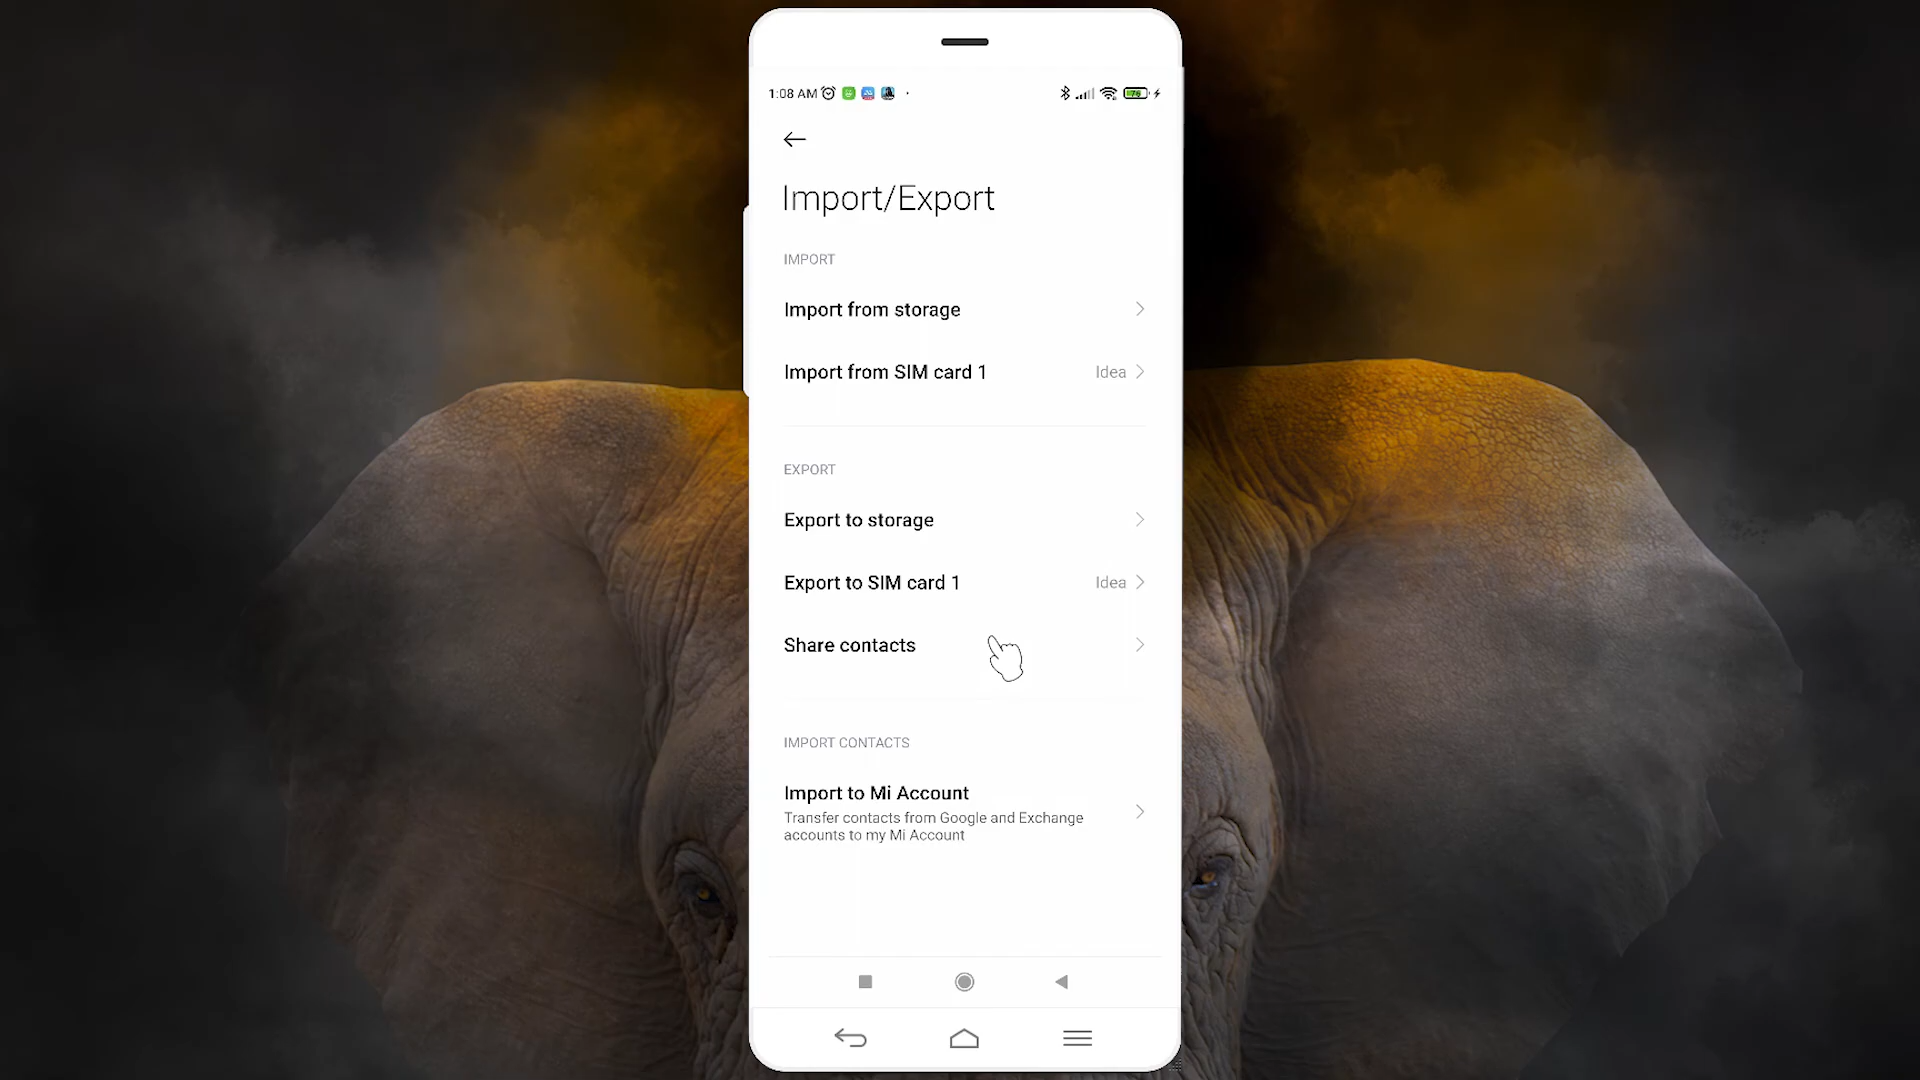 1:08 AM
76
Import/Export
IMPORT
Import from storage
Import from SIM card 1 Idea
EXPORT
Export to storage
Export to SIM card 1 Idea
Share contacts
IMPORT CONTACTS
Import to Mi Account
Transfer contacts from Google and Exchange
accounts to my Mi Account